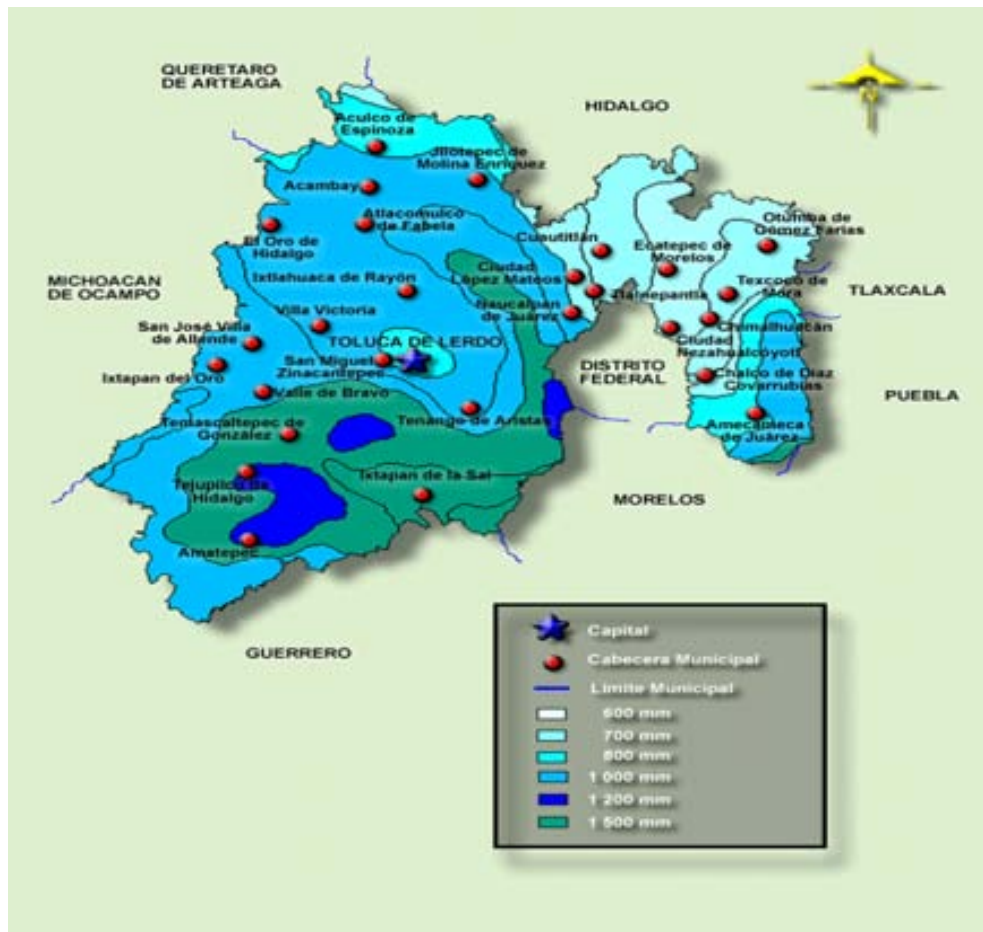 QUERETARO
DE ARTEAGA
HIDALGO
N
Aculco de
Espinoza
Jilotepec de
Molina Enríquez
Acambay
Atlacomulco
de Fabela
Otumba de
Gómez Farías
El Oro de
Hidalgo
Cuautitlán
Ecatepec de
Morelos
Ixtlahuaca de Rayón
Ciudad
López Mateos
Texcoco de
Mora
MICHOACAN
DE OCAMPO
TLAXCALA
Tlalnepantla
Villa Victoria
Naucalpan
de Juárez
San José Villa
de Allende
Chimalhuacán
TOLUCA DE LERDO
Ciudad
Nezahualcóyotl
San Miguel
Zinacantepec
DISTRITO
FEDERAL
Ixtapan del Oro
Chalco de Díaz
Covarrubias
Valle de Bravo
PUEBLA
Tenango de Aristas
Temascaltepec de
González
Amecameca
de Juárez
Ixtapan de la Sal
Tejupilco de
Hidalgo
MORELOS
Amatepec
GUERRERO
Capital
Cabecera Municipal
Límite Municipal
600 mm
700 mm
800 mm
1 000 mm
1 200 mm
1 500 mm